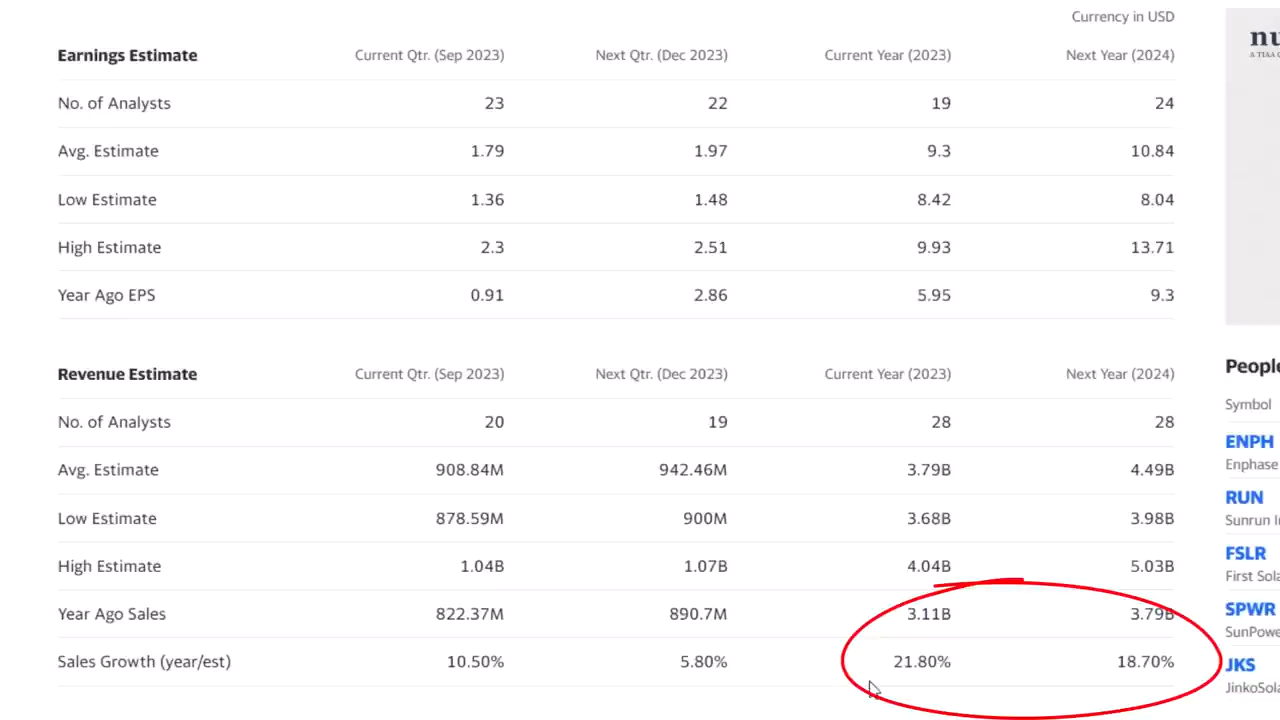 Currency in USD
Earnings Estimate Current Qtr. (Sep 2023) Next Qtr. (Dec 2023) Current Year (2023) Next Year (2024)
No. of Analysts 23 22 19 24
Avg. Estimate 1.79 1.97 9.3 10.84
Low Estimate 1.36 1.48 8.42 8.04
High Estimate 2.3 2.51 9.93 13.71
Year Ago EPS 0.91 2.86 5.95 9.3
Revenue Estimate Current Qtr. (Sep 2023) Next Qtr. (Dec 2023) Current Year (2023) Next Year (2024)
No. of Analysts 20 19 28 28
Avg. Estimate 908.84M 942.46M 3.79B 4.49B
Low Estimate 878.59M 900M 3.68B 3.98B
High Estimate 1.04B 1.07B 4.04B 5.03B
Year Ago Sales 822.37M 890.7M 3.11B 3.79B
Sales Growth (year/est) 10.50% 5.80% 21.80% 18.70%
nu
A TIAA
People
Symbol
ENPH
Enphase
RUN
Sunrun
FSLR
First Sola
SPWR
SunPowe
JKS
JinkoSola